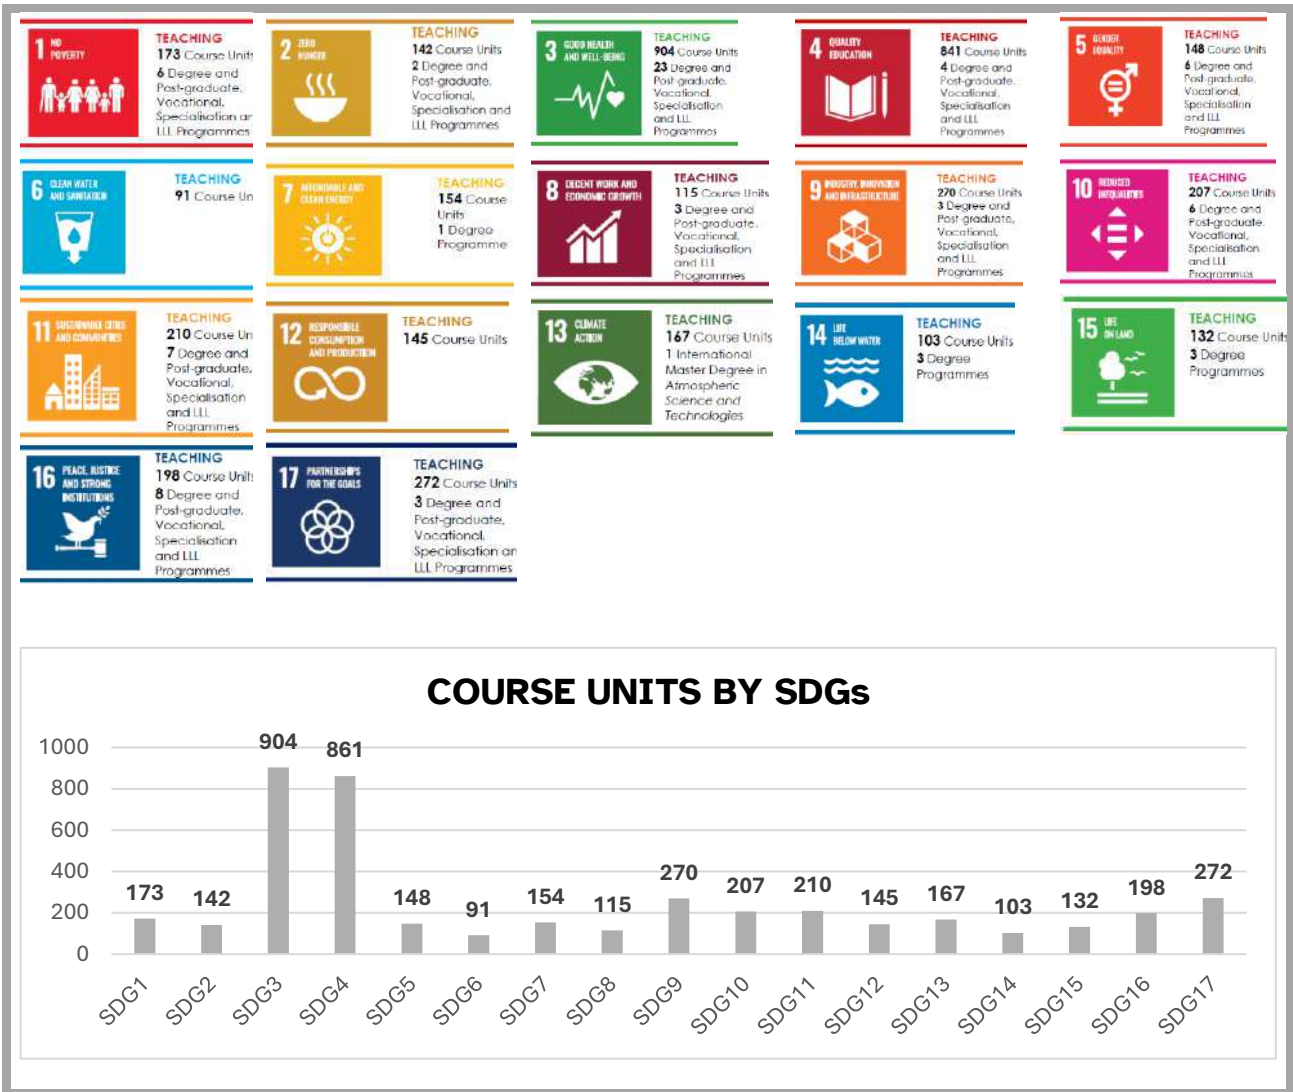 1 NO POVERTY
TEACHING
173 Course Units
6 Degree and
Post-graduate,
Vocational,
Specialisation an
LLL Programmes
2 ZERO HUNGER
TEACHING
142 Course Units
2 Degree and
Post-graduate,
Vocational,
Specialisation and
LLL Programmes
3 GOOD HEALTH
AND WELL-BEING
TEACHING
904 Course Units
23 Degree and
Post-graduate,
Vocational,
Specialisation
and LLL
Programmes
4 QUALITY
EDUCATION
TEACHING
841 Course Units
4 Degree and
Post-graduate,
Vocational,
Specialisation
and LLL
Programmes
5 GENDER
EQUALITY
TEACHING
148 Course Units
6 Degree and
Post-graduate,
Vocational,
Specialisation
and LLL
Programmes
6 CLEAN WATER
AND SANITATION
TEACHING
91 Course Un
7 AFFORDABLE AND
CLEAN ENERGY
TEACHING
154 Course
Units
1 Degree
Programme
8 DECENT WORK AND
ECONOMIC GROWTH
TEACHING
115 Course Units
3 Degree and
Post-graduate,
Vocational,
Specialisation
and LLL
Programmes
9 INDUSTRY, INNOVATION
AND INFRASTRUCTURE
TEACHING
270 Course Units
3 Degree and
Post-graduate,
Vocational,
Specialisation
and LLL
Programmes
10 REDUCED
INEQUALITIES
TEACHING
207 Course Units
6 Degree and
Post-graduate,
Vocational,
Specialisation
and LLL
Programmes
11 SUSTAINABLE CITIES
AND COMMUNITIES
TEACHING
210 Course Un
7 Degree and
Post-graduate,
Vocational,
Specialisation
and LLL
Programmes
12 RESPONSIBLE
CONSUMPTION
AND PRODUCTION
TEACHING
145 Course Units
13 CLIMATE
ACTION
TEACHING
167 Course Units
1 International
Master Degree in
Atmospheric
Science and
Technologies
14 LIFE
BELOW WATER
TEACHING
103 Course Units
3 Degree
Programmes
15 LIFE
ON LAND
TEACHING
132 Course Units
3 Degree
Programmes
16 PEACE, JUSTICE
AND STRONG
INSTITUTIONS
TEACHING
198 Course Units
8 Degree and
Post-graduate,
Vocational,
Specialisation
and LLL
Programmes
17 PARTNERSHIPS
FOR THE GOALS
TEACHING
272 Course Units
3 Degree and
Post-graduate,
Vocational,
Specialisation an
LLL Programmes
COURSE UNITS BY SDGs
1000
800
600
400
200
0
173 142 904 861 148 91 154 115 270 207 210 145 167 103 132 198 272
SDG1 SDG2 SDG3 SDG4 SDG5 SDG6 SDG7 SDG8 SDG9 SDG10 SDG11 SDG12 SDG13 SDG14 SDG15 SDG16 SDG17